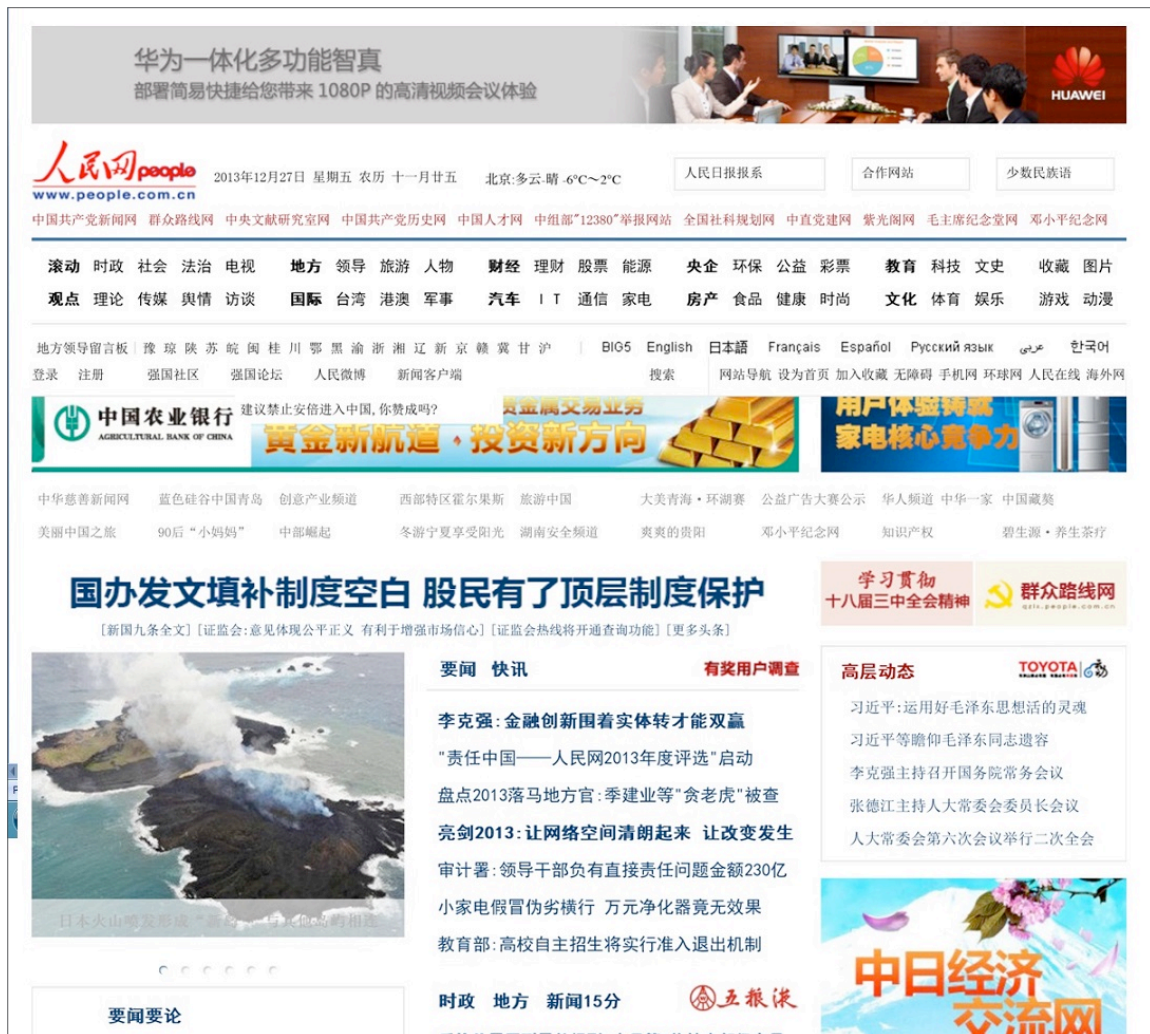 华为一体化多功能智真
部署简易快捷给您带来 1080P 的高清视频会议体验
HUAWEI
人民网 people
www.people.com.cn
2013年12月27日 星期五 农历 十一月廿五 北京:多云-晴 -6℃～2℃
人民日报报系 合作网站 少数民族语
中国共产党新闻网 群众路线网 中央文献研究室网 中国共产党历史网 中国人才网 中组部"12380"举报网站 全国社科规划网 中直党建网 紫光阁网 毛主席纪念堂网 邓小平纪念网
滚动 时政 社会 法治 电视 地方 领导 旅游 人物 财经 理财 股票 能源 央企 环保 公益 彩票 教育 科技 文史 收藏 图片
观点 理论 传媒 舆情 访谈 国际 台湾 港澳 军事 汽车 IT 通信 家电 房产 食品 健康 时尚 文化 体育 娱乐 游戏 动漫
地方领导留言板 | 豫 琼 陕 苏 皖 闽 桂 川 鄂 黑 渝 浙 湘 辽 新 京 赣 冀 甘 沪 | BIG5 English 日本語 Français Español Русский язык عربي 한국어
登录 注册 强国社区 强国论坛 人民微博 新闻客户端 搜索 网站导航 设为首页 加入收藏 无障碍 手机网 环球网 人民在线 海外网
中国农业银行
AGRICULTURAL BANK OF CHINA
建议禁止安倍进入中国,你赞成吗?
贵金属交易业务
黄金新航道·投资新方向
用户体验铸就
家电核心竞争力
中华慈善新闻网 蓝色硅谷中国青岛 创意产业频道 西部特区霍尔果斯 旅游中国 大美青海·环湖赛 公益广告大赛公示 华人频道 中华一家 中国藏獒
美丽中国之旅 90后“小妈妈” 中部崛起 冬游宁夏享受阳光 湖南安全频道 爽爽的贵阳 邓小平纪念网 知识产权 碧生源·养生茶疗
国办发文填补制度空白 股民有了顶层制度保护
[新国九条全文] [证监会:意见体现公平正义 有利于增强市场信心] [证监会热线将开通查询功能] [更多头条]
学习贯彻
十八届三中全会精神
群众路线网
qzlx.people.com.cn
日本火山喷发形成“新岛”与其他岛屿相连
要闻 快讯 有奖用户调查
李克强:金融创新围着实体转才能双赢
"责任中国——人民网2013年度评选"启动
盘点2013落马地方官:季建业等"贪老虎"被查
亮剑2013:让网络空间清朗起来 让改变发生
审计署:领导干部负有直接责任问题金额230亿
小家电假冒伪劣横行 万元净化器竟无效果
教育部:高校自主招生将实行准入退出机制
高层动态 TOYOTA
习近平:运用好毛泽东思想活的灵魂
习近平等瞻仰毛泽东同志遗容
李克强主持召开国务院常务会议
张德江主持人大常委会委员长会议
人大常委会第六次会议举行二次全会
中日经济
交流网
要闻要论
时政 地方 新闻15分 五粮液